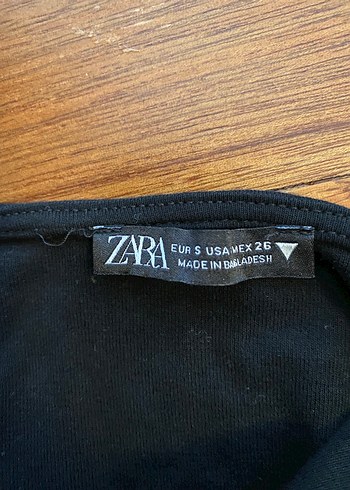 ZARA
EUR S USA S MEX 26
MADE IN BANGLADESH